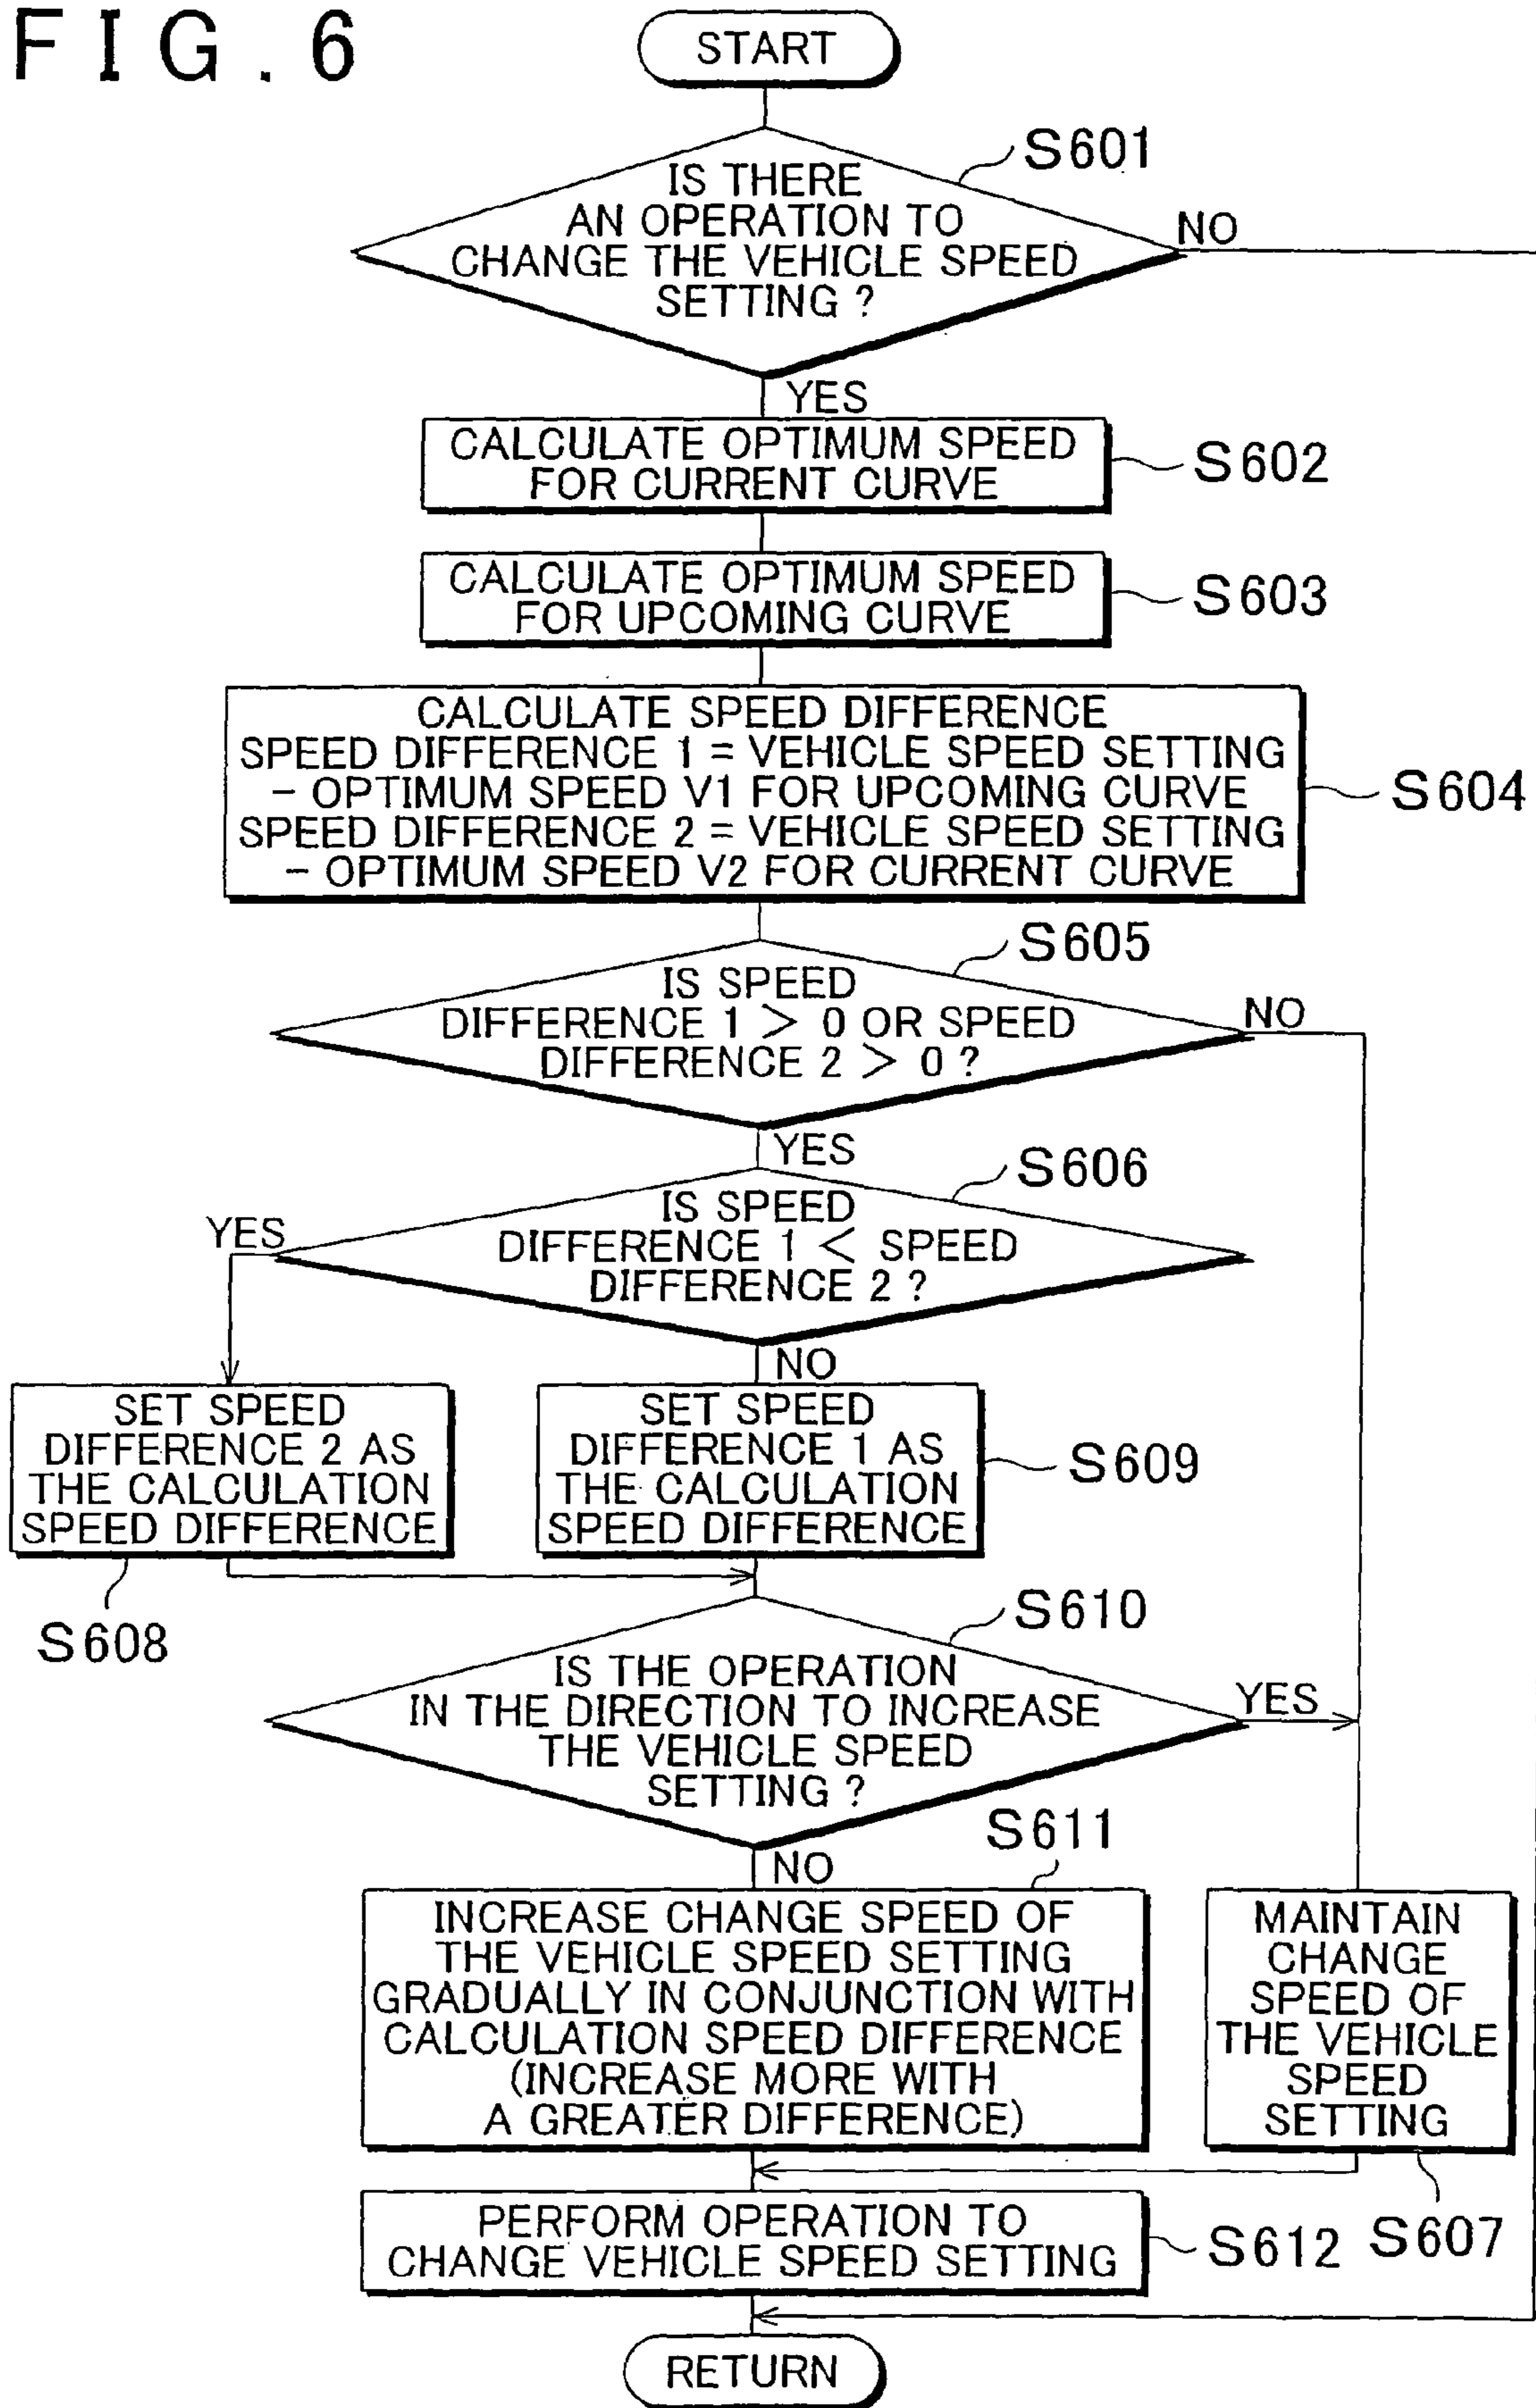 FIG. 6
START
S601
IS THERE
AN OPERATION TO
CHANGE THE VEHICLE SPEED
SETTING ?
NO
YES
CALCULATE OPTIMUM SPEED
FOR CURRENT CURVE
S602
CALCULATE OPTIMUM SPEED
FOR UPCOMING CURVE
S603
CALCULATE SPEED DIFFERENCE
SPEED DIFFERENCE 1 = VEHICLE SPEED SETTING
- OPTIMUM SPEED V1 FOR UPCOMING CURVE
SPEED DIFFERENCE 2 = VEHICLE SPEED SETTING
- OPTIMUM SPEED V2 FOR CURRENT CURVE
S604
S605
IS SPEED
DIFFERENCE 1 > 0 OR SPEED
DIFFERENCE 2 > 0 ?
NO
YES
S606
IS SPEED
DIFFERENCE 1 < SPEED
DIFFERENCE 2 ?
YES
NO
SET SPEED
DIFFERENCE 2 AS
THE CALCULATION
SPEED DIFFERENCE
S608
SET SPEED
DIFFERENCE 1 AS
THE CALCULATION
SPEED DIFFERENCE
S609
S610
IS THE OPERATION
IN THE DIRECTION TO INCREASE
THE VEHICLE SPEED
SETTING ?
YES
NO
S611
INCREASE CHANGE SPEED OF
THE VEHICLE SPEED SETTING
GRADUALLY IN CONJUNCTION WITH
CALCULATION SPEED DIFFERENCE
(INCREASE MORE WITH
A GREATER DIFFERENCE)
MAINTAIN
CHANGE
SPEED OF
THE VEHICLE
SPEED
SETTING
S607
PERFORM OPERATION TO
CHANGE VEHICLE SPEED SETTING
S612
RETURN